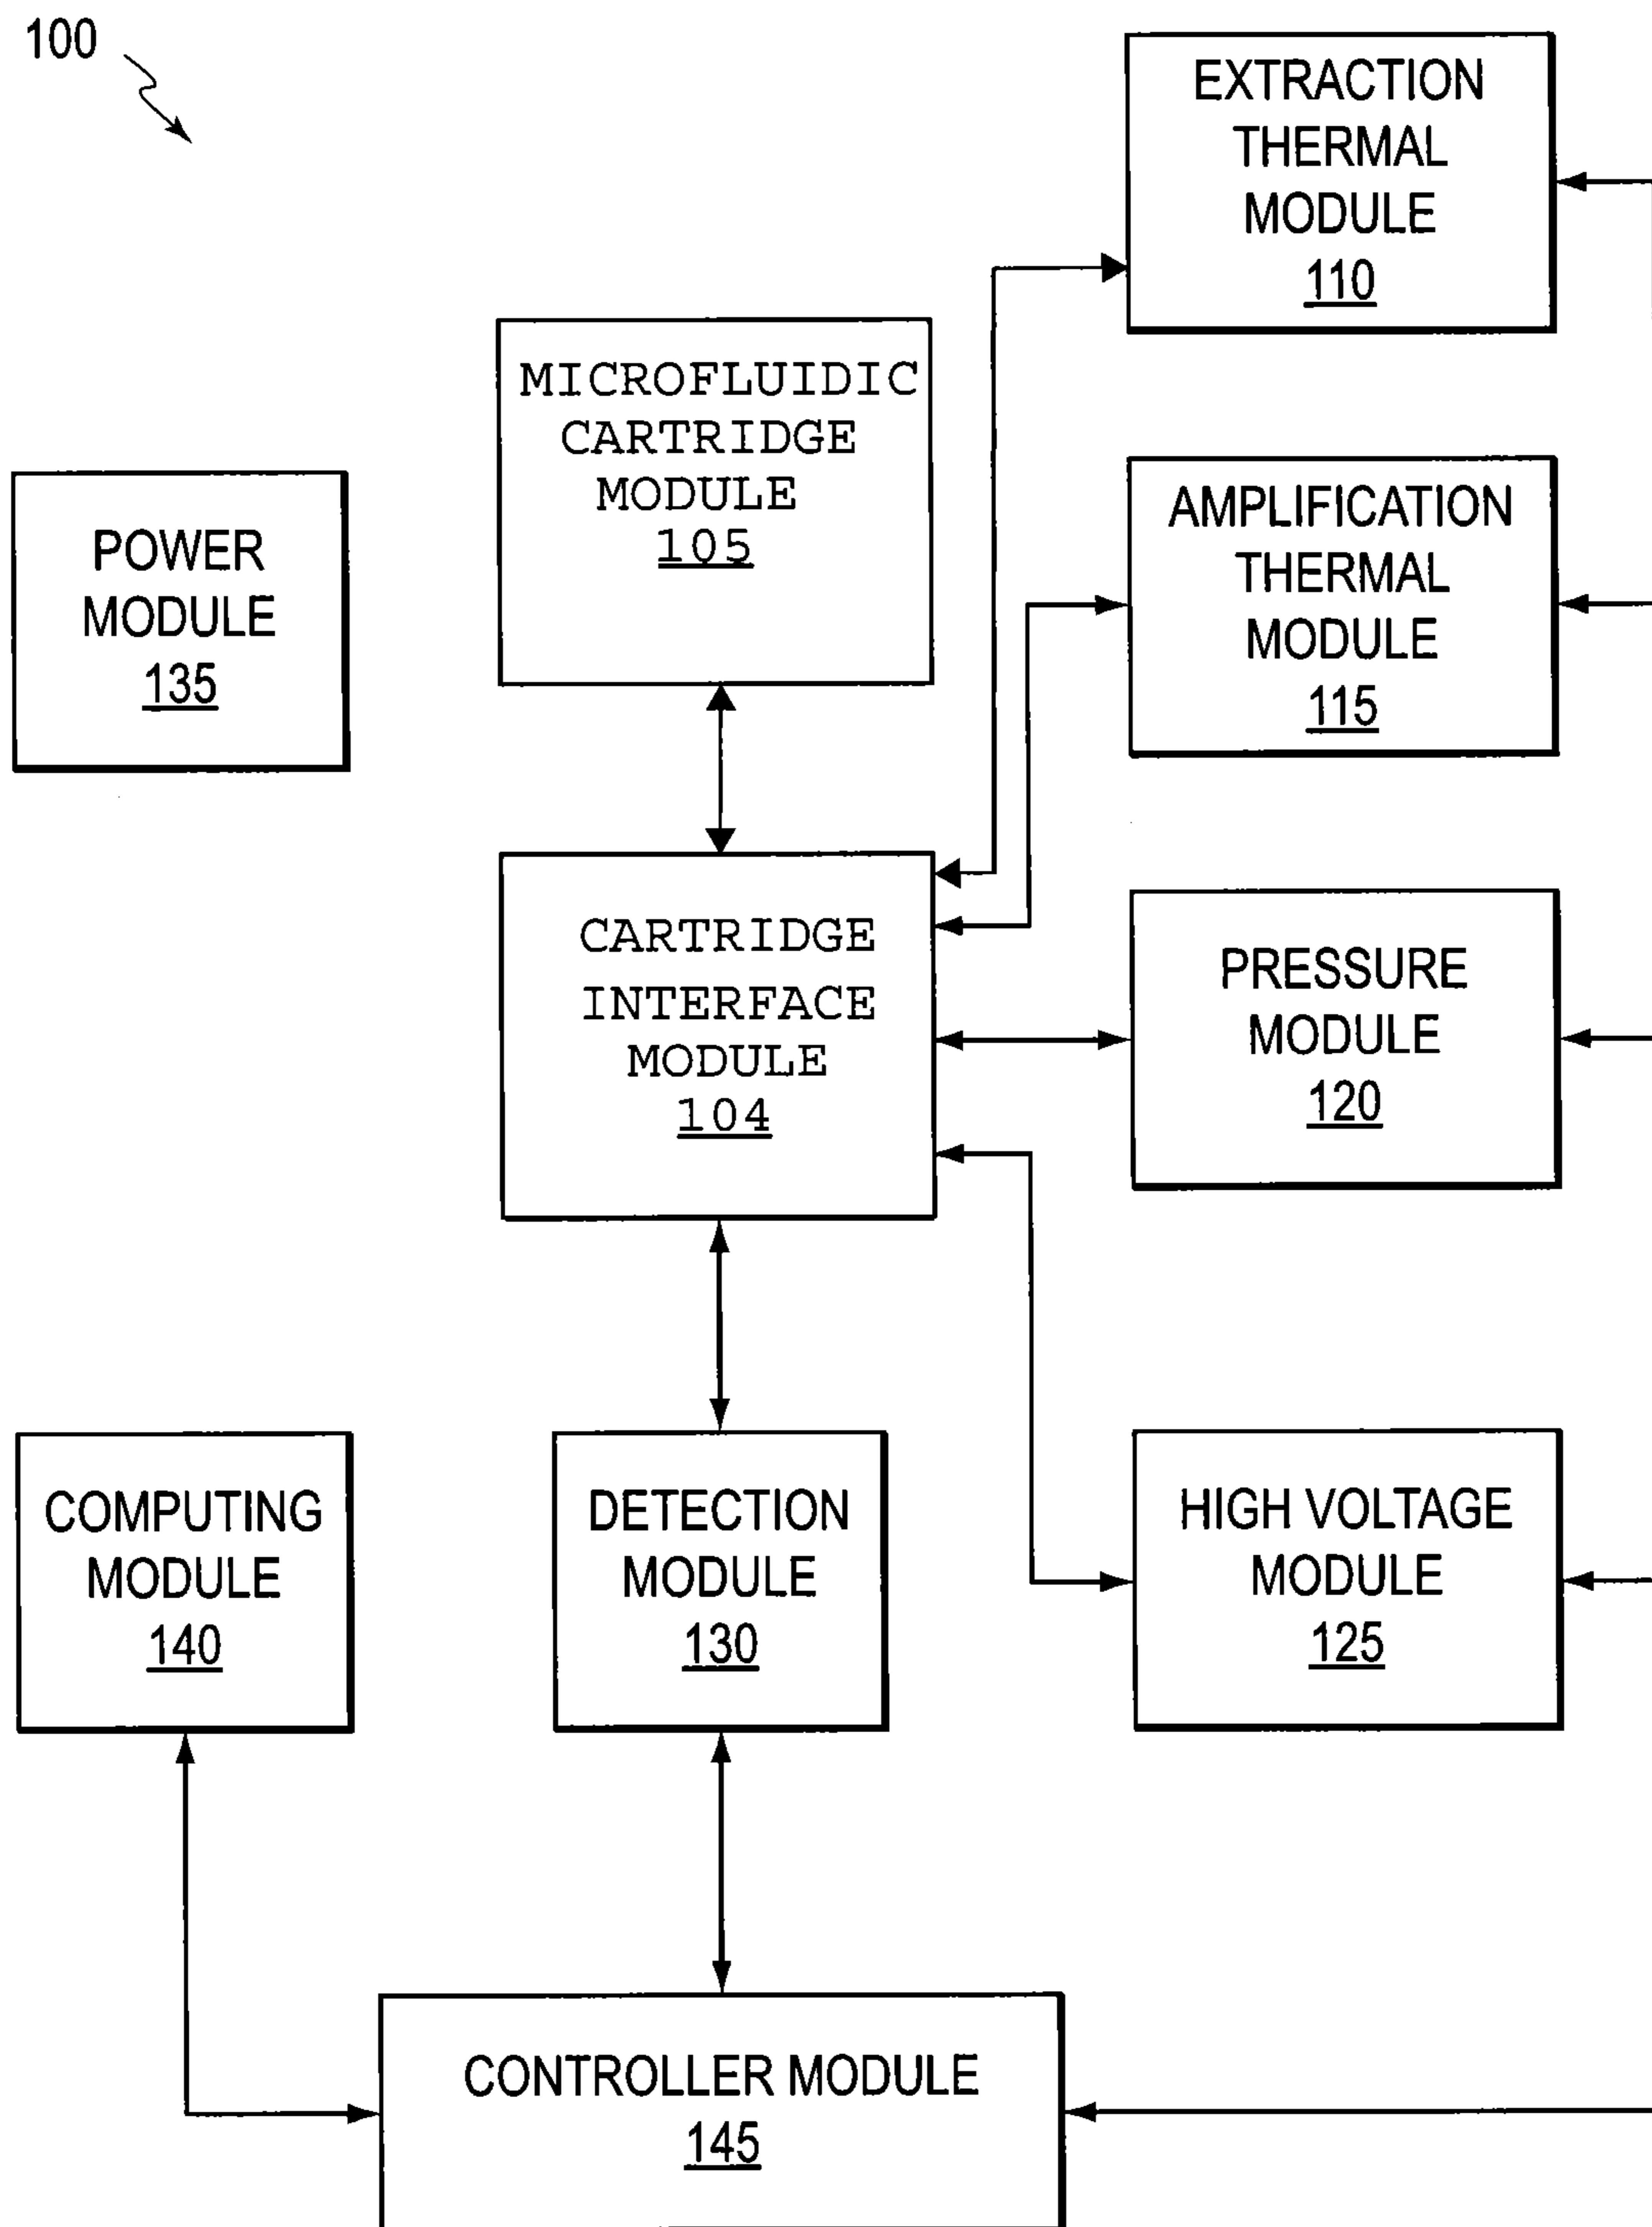 100
EXTRACTION
THERMAL
MODULE
110
MICROFLUIDIC
CARTRIDGE
MODULE
105
POWER
MODULE
135
AMPLIFICATION
THERMAL
MODULE
115
CARTRIDGE
INTERFACE
MODULE
104
PRESSURE
MODULE
120
COMPUTING
MODULE
140
DETECTION
MODULE
130
HIGH VOLTAGE
MODULE
125
CONTROLLER MODULE
145